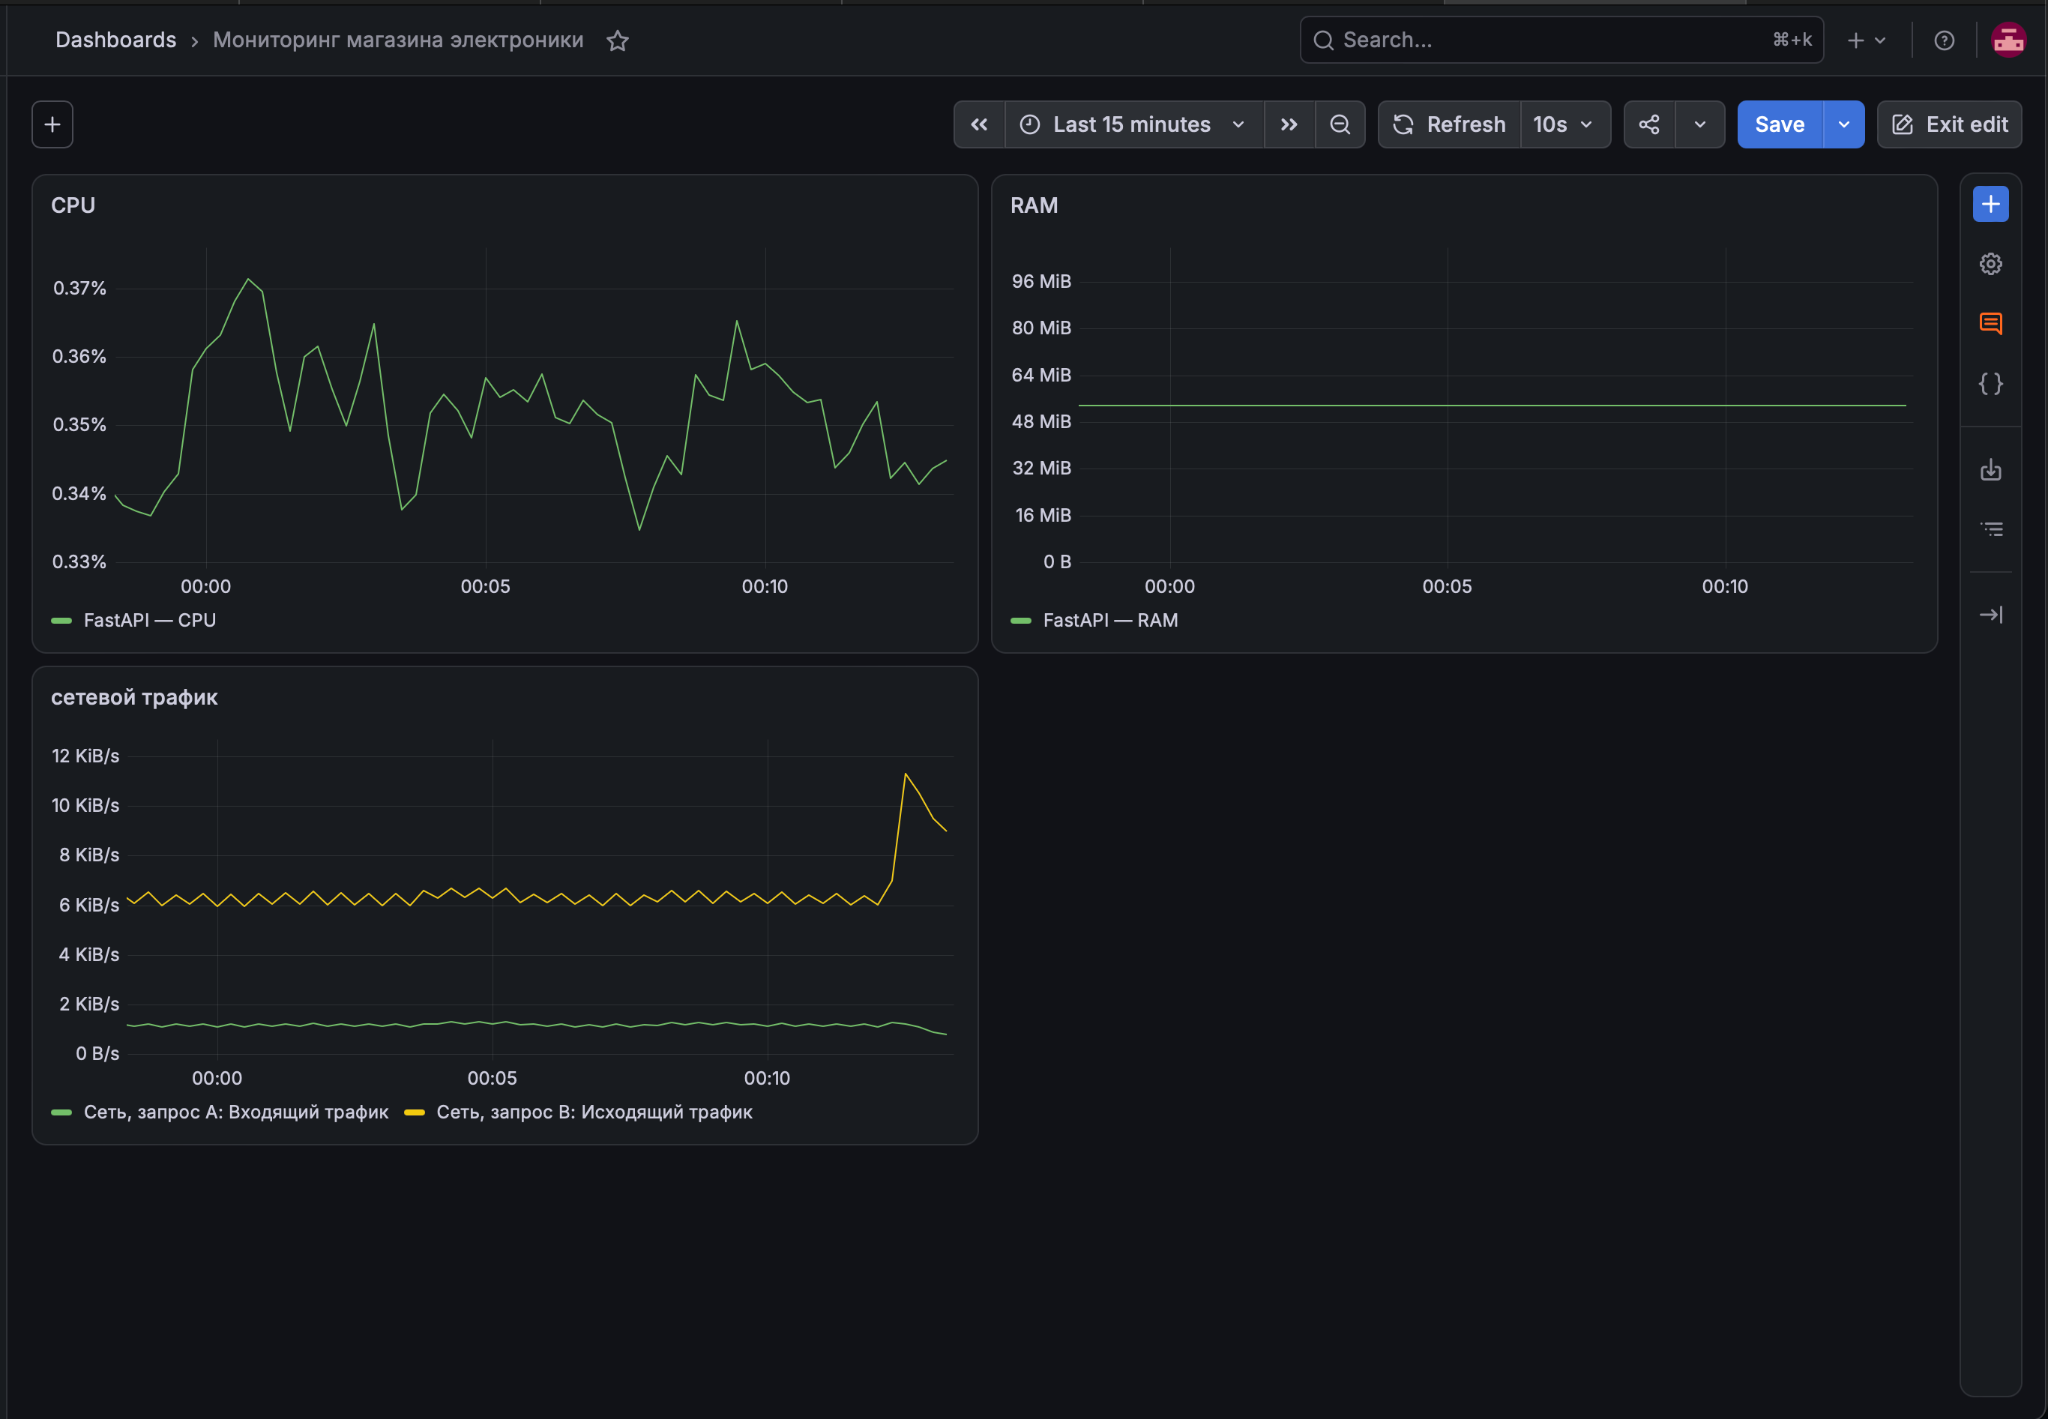 Dashboards › Мониторинг магазина электроники
Search... ⌘+k
Last 15 minutes
Refresh 10s
Save
Exit edit
CPU
0.37%
0.36%
0.35%
0.34%
0.33%
00:00 00:05 00:10
FastAPI — CPU
RAM
96 MiB
80 MiB
64 MiB
48 MiB
32 MiB
16 MiB
0 B
00:00 00:05 00:10
FastAPI — RAM
сетевой трафик
12 KiB/s
10 KiB/s
8 KiB/s
6 KiB/s
4 KiB/s
2 KiB/s
0 B/s
00:00 00:05 00:10
Сеть, запрос A: Входящий трафик Сеть, запрос B: Исходящий трафик